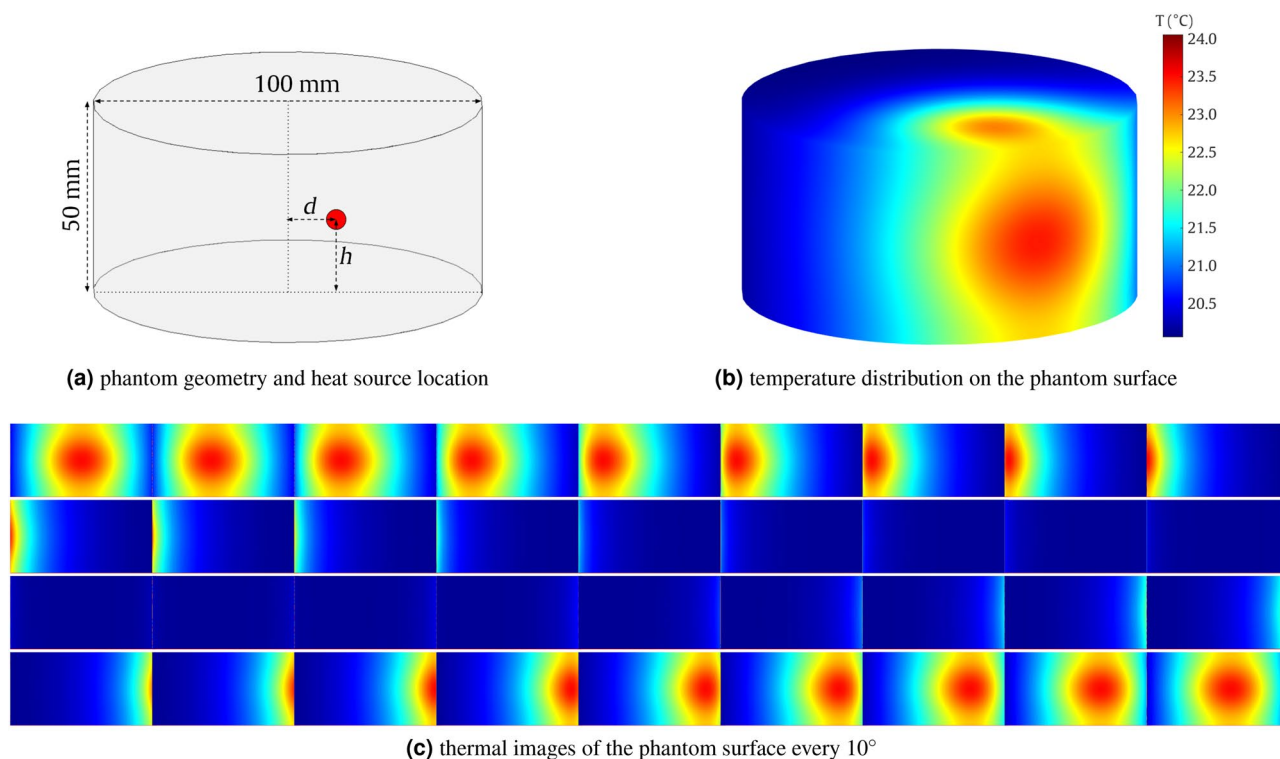 100 mm
50 mm
d
h
(a) phantom geometry and heat source location
T (°C)
24.0
23.5
23.0
22.5
22.0
21.5
21.0
20.5
(b) temperature distribution on the phantom surface
(c) thermal images of the phantom surface every 10°